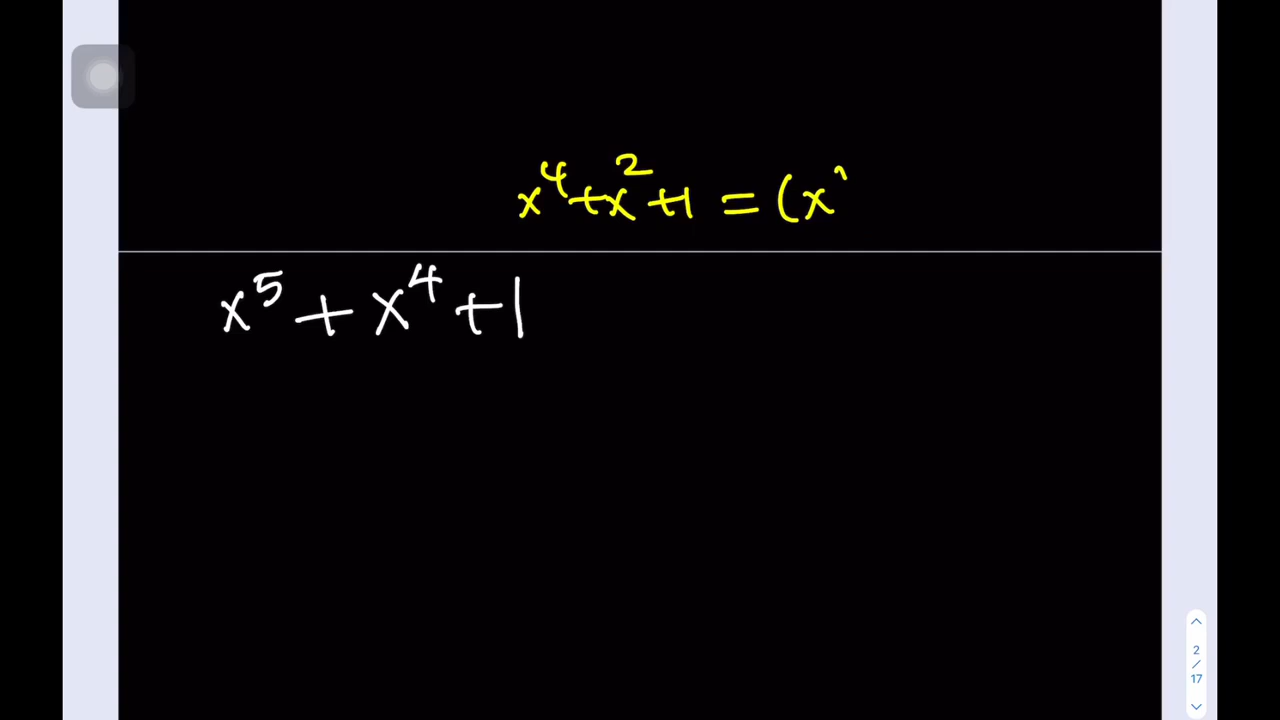 x⁴+x²+1 = (x
x⁵ + x⁴ +1
2
/
17